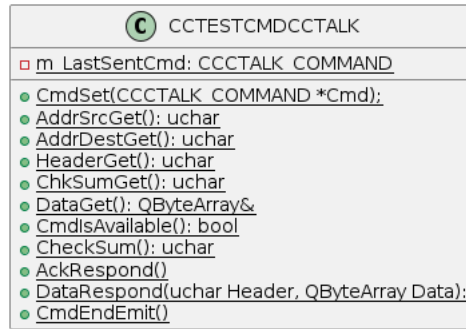 C CCTESTCMDCCTALK
m_LastSentCmd: CCCTALK_COMMAND
CmdSet(CCCTALK_COMMAND *Cmd);
AddrSrcGet(): uchar
AddrDestGet(): uchar
HeaderGet(): uchar
ChkSumGet(): uchar
DataGet(): QByteArray&
CmdIsAvailable(): bool
CheckSum(): uchar
AckRespond()
DataRespond(uchar Header, QByteArray Data);
CmdEndEmit()